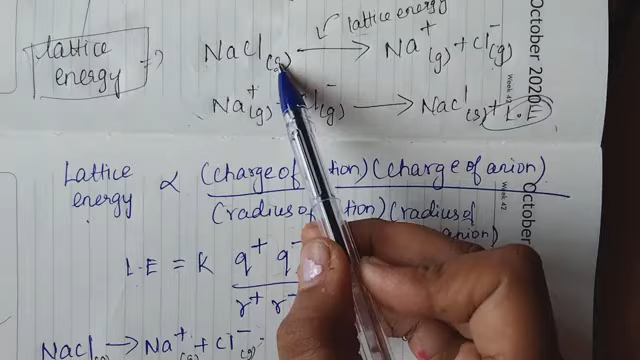 lattice energy
lattice energy => NaCl(s) → Na⁺(g) + Cl⁻(g)
Na⁺(g) Cl⁻(g) → NaCl(s) + L.E
Lattice energy ∝ (charge of cation)(charge of anion)
(radius of cation)(radius of anion)
L.E = K q⁺ q⁻
r⁺ r⁻
NaCl → Na⁺(g) + Cl⁻(g)
October 2020
Week 42
October
Week 42